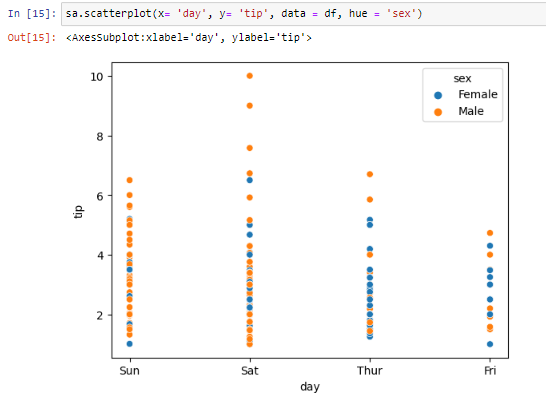 In [15]: sa.scatterplot(x= 'day', y= 'tip', data = df, hue = 'sex')
Out[15]: <AxesSubplot:xlabel='day', ylabel='tip'>
sex
Female
Male
10
8
6
4
2
tip
Sun Sat Thur Fri
day